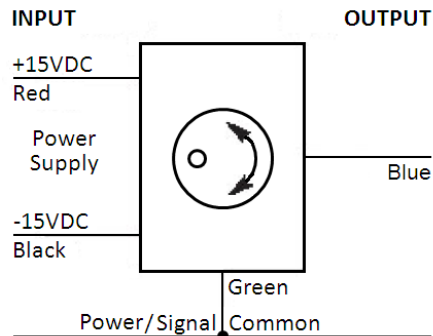 INPUT OUTPUT
+15VDC
Red
Power
Supply
Blue
-15VDC
Black
Green
Power/Signal Common